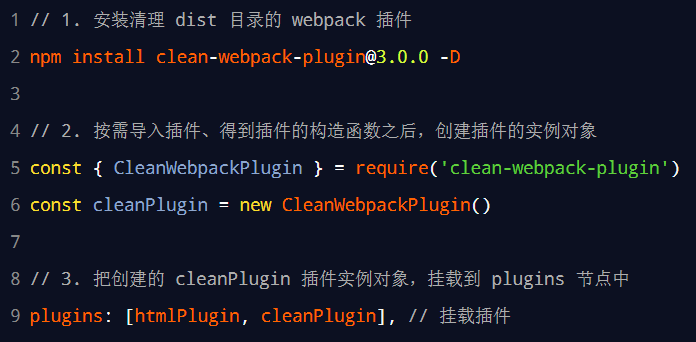 1 // 1. 安装清理 dist 目录的 webpack 插件
2 npm install clean-webpack-plugin@3.0.0 -D
3
4 // 2. 按需导入插件、得到插件的构造函数之后，创建插件的实例对象
5 const { CleanWebpackPlugin } = require('clean-webpack-plugin')
6 const cleanPlugin = new CleanWebpackPlugin()
7
8 // 3. 把创建的 cleanPlugin 插件实例对象，挂载到 plugins 节点中
9 plugins: [htmlPlugin, cleanPlugin], // 挂载插件